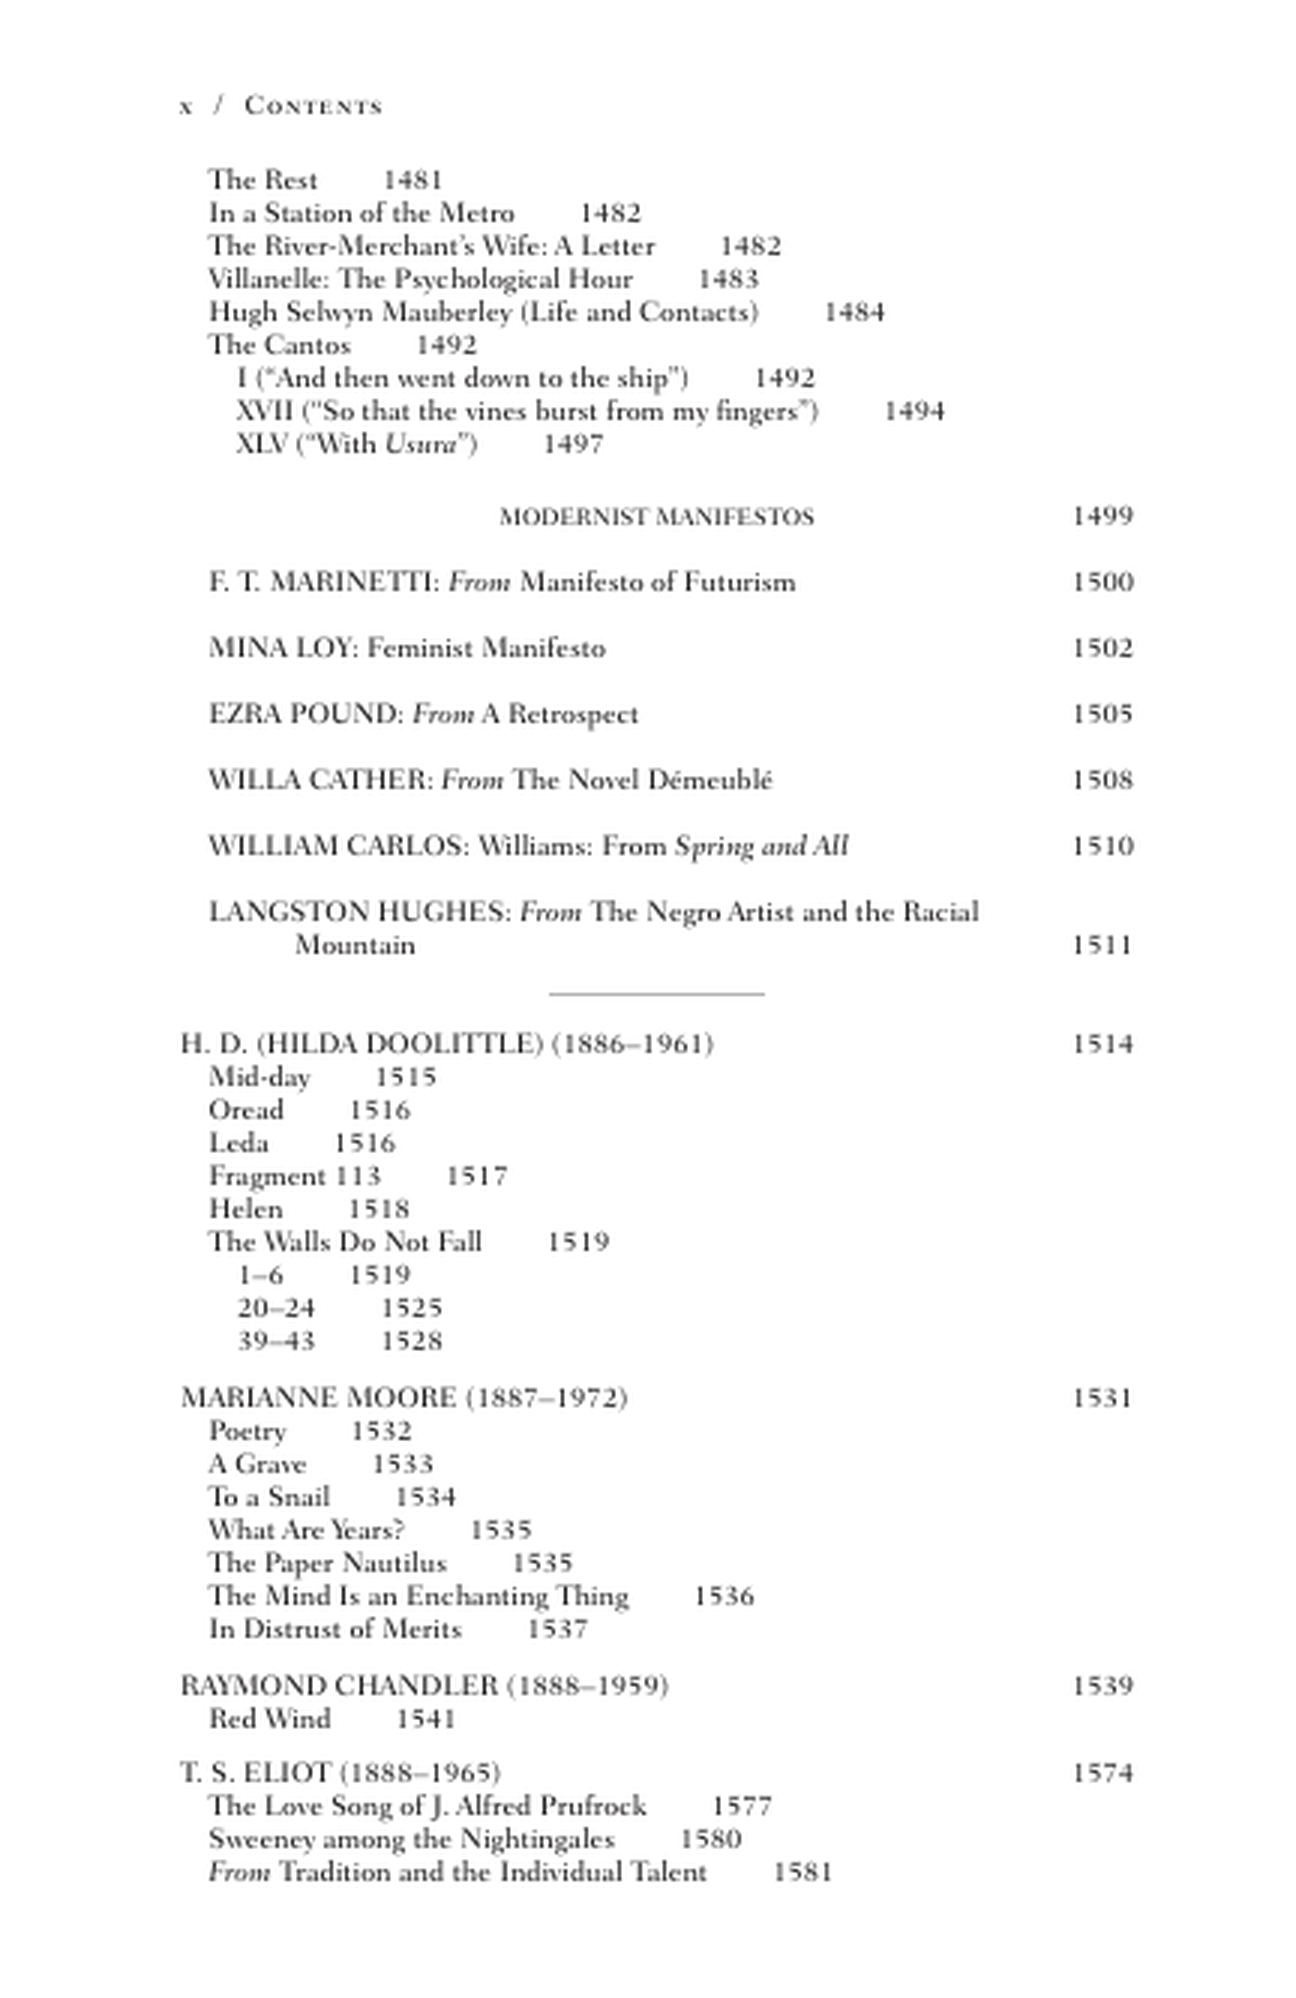 x / Contents
The Rest 1481
In a Station of the Metro 1482
The River-Merchant's Wife: A Letter 1482
Villanelle: The Psychological Hour 1483
Hugh Selwyn Mauberley (Life and Contacts) 1484
The Cantos 1492
I (“And then went down to the ship”) 1492
XVII (“So that the vines burst from my fingers”) 1494
XLV (“With Usura”) 1497
MODERNIST MANIFESTOS 1499
F. T. MARINETTI: From Manifesto of Futurism 1500
MINA LOY: Feminist Manifesto 1502
EZRA POUND: From A Retrospect 1505
WILLA CATHER: From The Novel Démeublé 1508
WILLIAM CARLOS: Williams: From Spring and All 1510
LANGSTON HUGHES: From The Negro Artist and the Racial
Mountain 1511
H. D. (HILDA DOOLITTLE) (1886–1961) 1514
Mid-day 1515
Oread 1516
Leda 1516
Fragment 113 1517
Helen 1518
The Walls Do Not Fall 1519
1–6 1519
20–24 1525
39–43 1528
MARIANNE MOORE (1887–1972) 1531
Poetry 1532
A Grave 1533
To a Snail 1534
What Are Years? 1535
The Paper Nautilus 1535
The Mind Is an Enchanting Thing 1536
In Distrust of Merits 1537
RAYMOND CHANDLER (1888–1959) 1539
Red Wind 1541
T. S. ELIOT (1888–1965) 1574
The Love Song of J. Alfred Prufrock 1577
Sweeney among the Nightingales 1580
From Tradition and the Individual Talent 1581